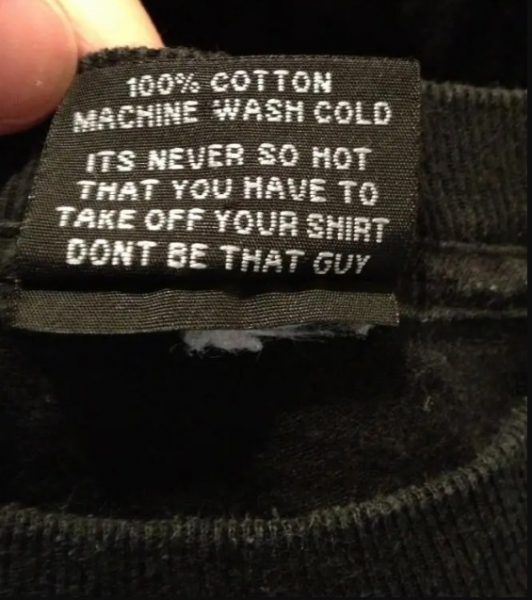 100% COTTON
MACHINE WASH COLD
ITS NEVER SO HOT
THAT YOU HAVE TO
TAKE OFF YOUR SHIRT
DONT BE THAT GUY